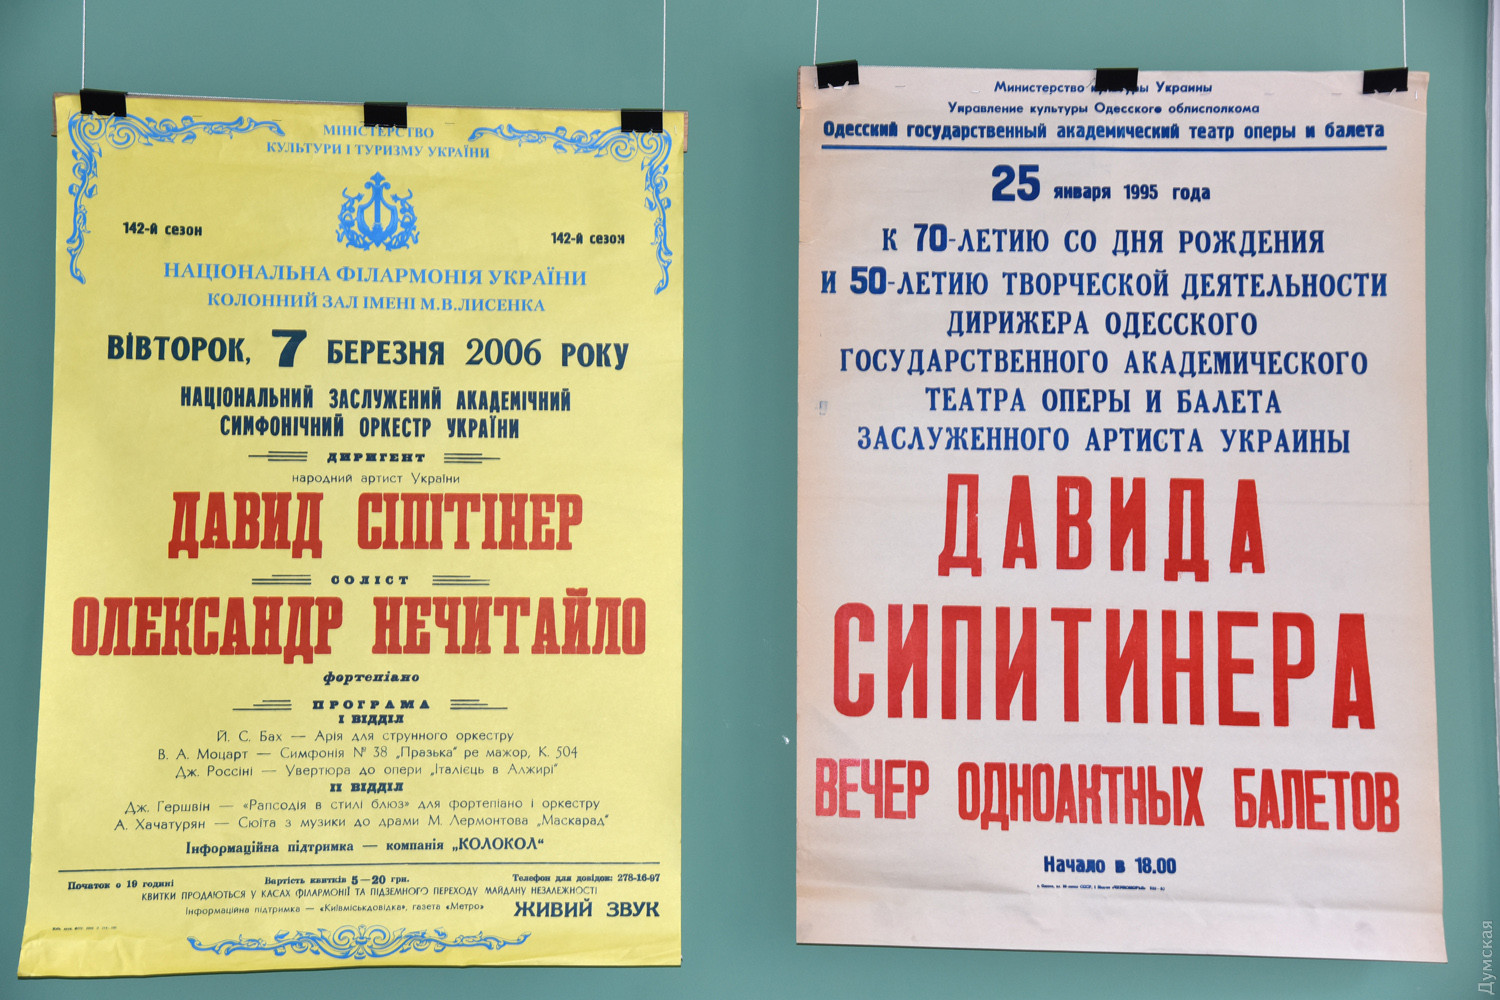 МІНІСТЕРСТВО
КУЛЬТУРИ І ТУРИЗМУ УКРАЇНИ
142-й сезон
142-й сезон
НАЦІОНАЛЬНА ФІЛАРМОНІЯ УКРАЇНИ
КОЛОННИЙ ЗАЛ ІМЕНІ М.В.ЛИСЕНКА
ВІВТОРОК, 7 БЕРЕЗНЯ 2006 РОКУ
НАЦІОНАЛЬНИЙ ЗАСЛУЖЕНИЙ АКАДЕМІЧНИЙ
СИМФОНІЧНИЙ ОРКЕСТР УКРАЇНИ
ДИРИГЕНТ
народний артист України
ДАВИД СІПІТІНЕР
СОЛІСТ
ОЛЕКСАНДР НЕЧИТАЙЛО
фортепіано
ПРОГРАМА
І ВІДДІЛ
Й. С. Бах — Арія для струнного оркестру
В. А. Моцарт — Симфонія № 38 „Празька" ре мажор, К. 504
Дж. Россіні — Увертюра до опери „Італієць в Алжирі"
ІІ ВІДДІЛ
Дж. Гершвін — «Рапсодія в стилі блюз» для фортепіано і оркестру
А. Хачатурян — Сюїта з музики до драми М. Лермонтова „Маскарад"
Інформаційна підтримка — компанія „КОЛОКОЛ"
Початок о 19 годині
Вартість квитків 5—20 грн.
Телефон для довідок: 278-16-97
КВИТКИ ПРОДАЮТЬСЯ У КАСАХ ФІЛАРМОНІЇ ТА ПІДЗЕМНОГО ПЕРЕХОДУ МАЙДАНУ НЕЗАЛЕЖНОСТІ
Інформаційна підтримка — «Київміськдовідка», газета «Метро»
ЖИВИЙ ЗВУК
Министерство Украины
Управление культуры Одесского облисполкома
Одесский государственный академический театр оперы и балета
25 января 1995 года
К 70-ЛЕТИЮ СО ДНЯ РОЖДЕНИЯ
И 50-ЛЕТИЮ ТВОРЧЕСКОЙ ДЕЯТЕЛЬНОСТИ
ДИРИЖЕРА ОДЕССКОГО
ГОСУДАРСТВЕННОГО АКАДЕМИЧЕСКОГО
ТЕАТРА ОПЕРЫ И БАЛЕТА
ЗАСЛУЖЕННОГО АРТИСТА УКРАИНЫ
ДАВИДА
СИПИТИНЕРА
ВЕЧЕР ОДНОАКТНЫХ БАЛЕТОВ
Начало в 18.00
Думская